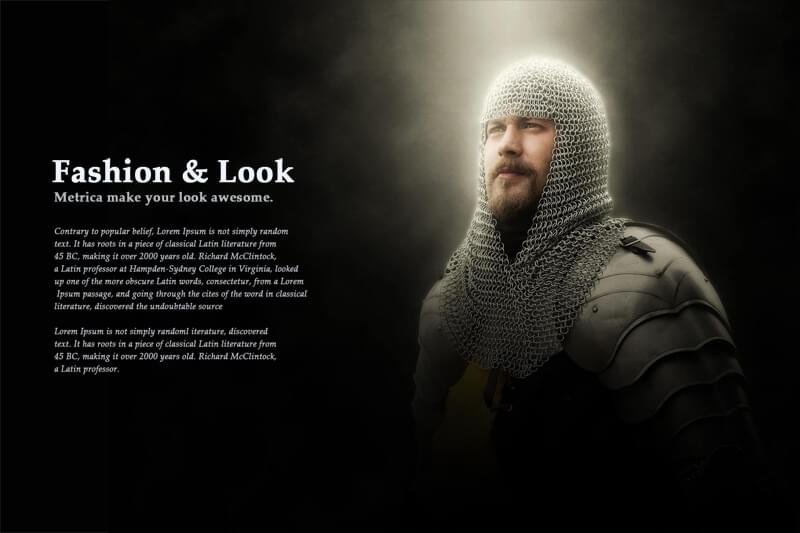 Fashion & Look
Metrica make your look awesome.
Contrary to popular belief, Lorem Ipsum is not simply random
text. It has roots in a piece of classical Latin literature from
45 BC, making it over 2000 years old. Richard McClintock,
a Latin professor at Hampden-Sydney College in Virginia, looked
up one of the more obscure Latin words, consectetur, from a Lorem
Ipsum passage, and going through the cites of the word in classical
literature, discovered the undoubtable source
Lorem Ipsum is not simply randoml iterature, discovered
text. It has roots in a piece of classical Latin literature from
45 BC, making it over 2000 years old. Richard McClintock,
a Latin professor.